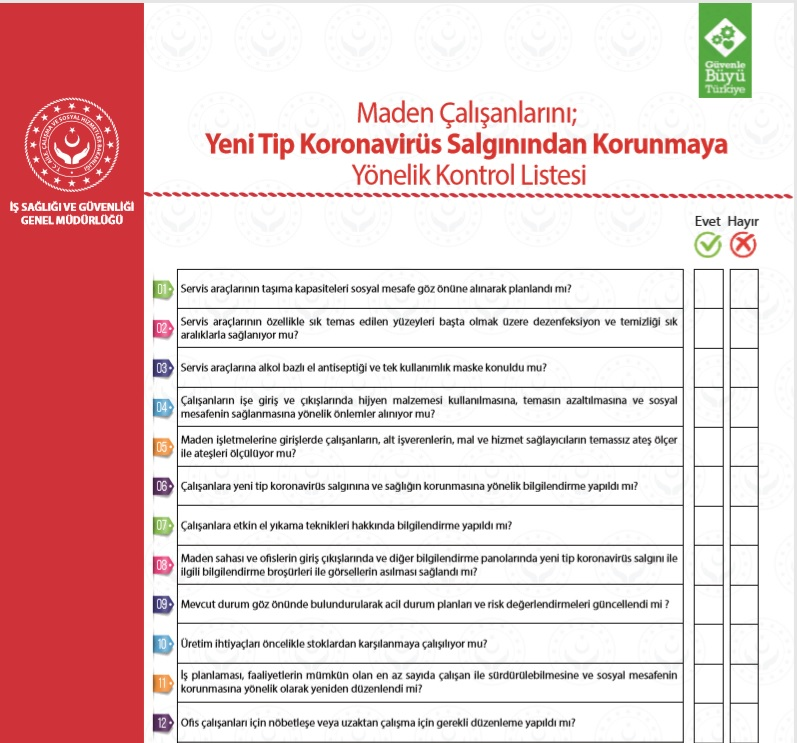 Güvenle
Büyü
Türkiye
Maden Çalışanlarını;
Yeni Tip Koronavirüs Salgınından Korunmaya
Yönelik Kontrol Listesi
T.C. AİLE, ÇALIŞMA VE SOSYAL HİZMETLER BAKANLIĞI
İŞ SAĞLIĞI VE GÜVENLİĞİ
GENEL MÜDÜRLÜĞÜ
Evet Hayır
01 Servis araçlarının taşıma kapasiteleri sosyal mesafe göz önüne alınarak planlandı mı?
02 Servis araçlarının özellikle sık temas edilen yüzeyleri başta olmak üzere dezenfeksiyon ve temizliği sık
aralıklarla sağlanıyor mu?
03 Servis araçlarına alkol bazlı el antiseptiği ve tek kullanımlık maske konuldu mu?
04 Çalışanların işe giriş ve çıkışlarında hijyen malzemesi kullanılmasına, temasın azaltılmasına ve sosyal
mesafenin sağlanmasına yönelik önlemler alınıyor mu?
05 Maden işletmelerine girişlerde çalışanların, alt işverenlerin, mal ve hizmet sağlayıcıların temassız ateş ölçer
ile ateşleri ölçülüyor mu?
06 Çalışanlara yeni tip koronavirüs salgınına ve sağlığın korunmasına yönelik bilgilendirme yapıldı mı?
07 Çalışanlara etkin el yıkama teknikleri hakkında bilgilendirme yapıldı mı?
08 Maden sahası ve ofislerin giriş çıkışlarında ve diğer bilgilendirme panolarında yeni tip koronavirüs salgını ile
ilgili bilgilendirme broşürleri ile görsellerin asılması sağlandı mı?
09 Mevcut durum göz önünde bulundurularak acil durum planları ve risk değerlendirmeleri güncellendi mi ?
10 Üretim ihtiyaçları öncelikle stoklardan karşılanmaya çalışılıyor mu?
11 İş planlaması, faaliyetlerin mümkün olan en az sayıda çalışan ile sürdürülebilmesine ve sosyal mesafenin
korunmasına yönelik olarak yeniden düzenlendi mi?
12 Ofis çalışanları için nöbetleşe veya uzaktan çalışma için gerekli düzenleme yapıldı mı?